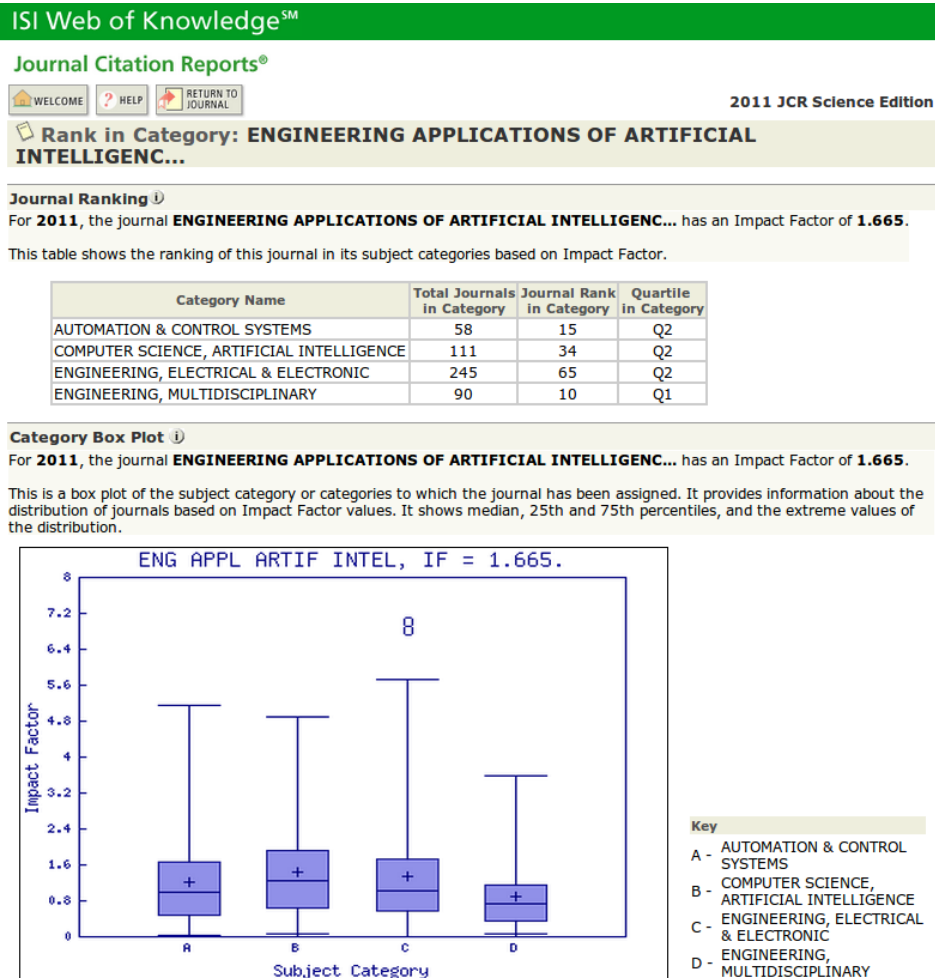 ISI Web of Knowledge℠
Journal Citation Reports®
WELCOME ? HELP RETURN TO JOURNAL
2011 JCR Science Edition
Rank in Category: ENGINEERING APPLICATIONS OF ARTIFICIAL
INTELLIGENC...
Journal Ranking i
For 2011, the journal ENGINEERING APPLICATIONS OF ARTIFICIAL INTELLIGENC... has an Impact Factor of 1.665.
This table shows the ranking of this journal in its subject categories based on Impact Factor.
Category Name Total Journals in Category Journal Rank in Category Quartile in Category
AUTOMATION & CONTROL SYSTEMS 58 15 Q2
COMPUTER SCIENCE, ARTIFICIAL INTELLIGENCE 111 34 Q2
ENGINEERING, ELECTRICAL & ELECTRONIC 245 65 Q2
ENGINEERING, MULTIDISCIPLINARY 90 10 Q1
Category Box Plot i
For 2011, the journal ENGINEERING APPLICATIONS OF ARTIFICIAL INTELLIGENC... has an Impact Factor of 1.665.
This is a box plot of the subject category or categories to which the journal has been assigned. It provides information about the
distribution of journals based on Impact Factor values. It shows median, 25th and 75th percentiles, and the extreme values of
the distribution.
ENG APPL ARTIF INTEL, IF = 1.665.
8
7.2
6.4
5.6
4.8
4
3.2
2.4
1.6
0.8
0
Impact Factor
A B C D
Subject Category
Key
A - AUTOMATION & CONTROL
SYSTEMS
B - COMPUTER SCIENCE,
ARTIFICIAL INTELLIGENCE
C - ENGINEERING, ELECTRICAL
& ELECTRONIC
D - ENGINEERING,
MULTIDISCIPLINARY